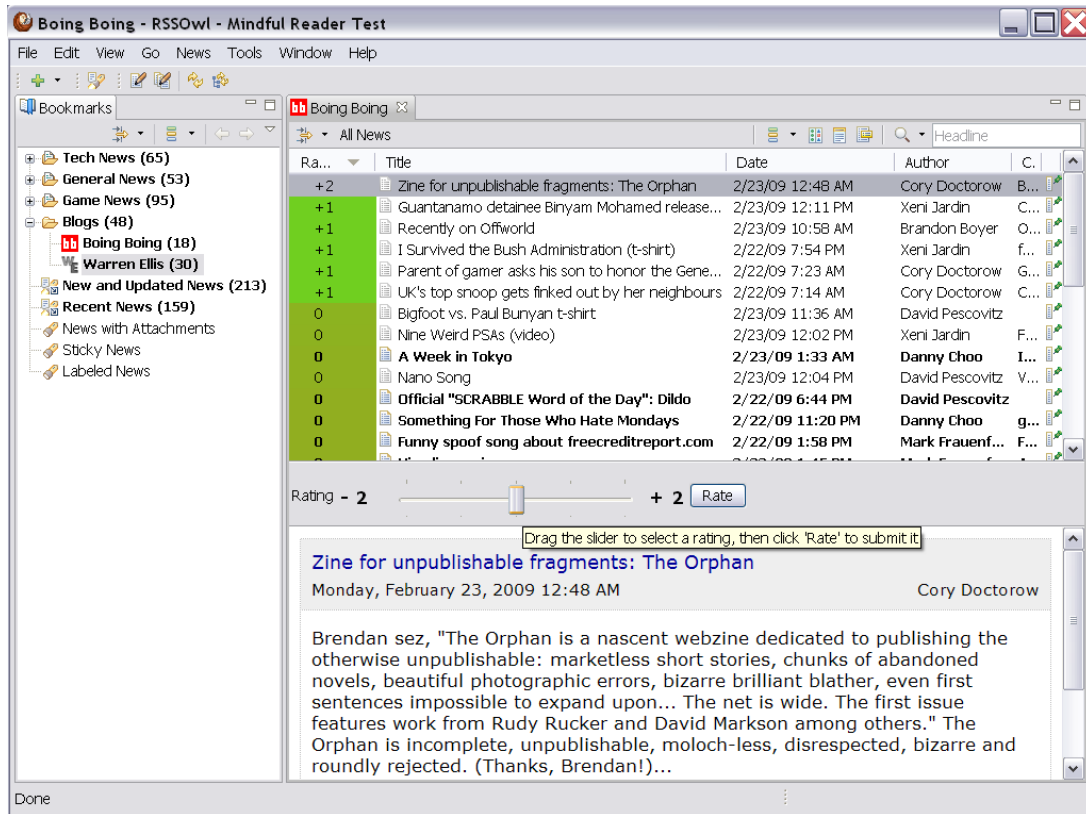 Boing Boing - RSSOwl - Mindful Reader Test
File Edit View Go News Tools Window Help
Bookmarks
Tech News (65)
General News (53)
Game News (95)
Blogs (48)
bb Boing Boing (18)
WE Warren Ellis (30)
New and Updated News (213)
Recent News (159)
News with Attachments
Sticky News
Labeled News
bb Boing Boing
All News Headline
Ra... Title Date Author C.
+2 Zine for unpublishable fragments: The Orphan 2/23/09 12:48 AM Cory Doctorow B...
+1 Guantanamo detainee Binyam Mohamed release... 2/23/09 12:11 PM Xeni Jardin C...
+1 Recently on Offworld 2/23/09 10:58 AM Brandon Boyer O...
+1 I Survived the Bush Administration (t-shirt) 2/22/09 7:54 PM Xeni Jardin f...
+1 Parent of gamer asks his son to honor the Gene... 2/22/09 7:23 AM Cory Doctorow G...
+1 UK's top snoop gets finked out by her neighbours 2/22/09 7:14 AM Cory Doctorow C...
0 Bigfoot vs. Paul Bunyan t-shirt 2/23/09 11:36 AM David Pescovitz
0 Nine Weird PSAs (video) 2/23/09 12:02 PM Xeni Jardin F...
0 A Week in Tokyo 2/23/09 1:33 AM Danny Choo I...
0 Nano Song 2/23/09 12:04 PM David Pescovitz V...
0 Official "SCRABBLE Word of the Day": Dildo 2/22/09 6:44 PM David Pescovitz
0 Something For Those Who Hate Mondays 2/22/09 11:20 PM Danny Choo g...
0 Funny spoof song about freecreditreport.com 2/22/09 1:58 PM Mark Frauenf... F...
Rating - 2 + 2 Rate
Drag the slider to select a rating, then click 'Rate' to submit it
Zine for unpublishable fragments: The Orphan
Monday, February 23, 2009 12:48 AM Cory Doctorow
Brendan sez, "The Orphan is a nascent webzine dedicated to publishing the
otherwise unpublishable: marketless short stories, chunks of abandoned
novels, beautiful photographic errors, bizarre brilliant blather, even first
sentences impossible to expand upon... The net is wide. The first issue
features work from Rudy Rucker and David Markson among others." The
Orphan is incomplete, unpublishable, moloch-less, disrespected, bizarre and
roundly rejected. (Thanks, Brendan!)...
Done